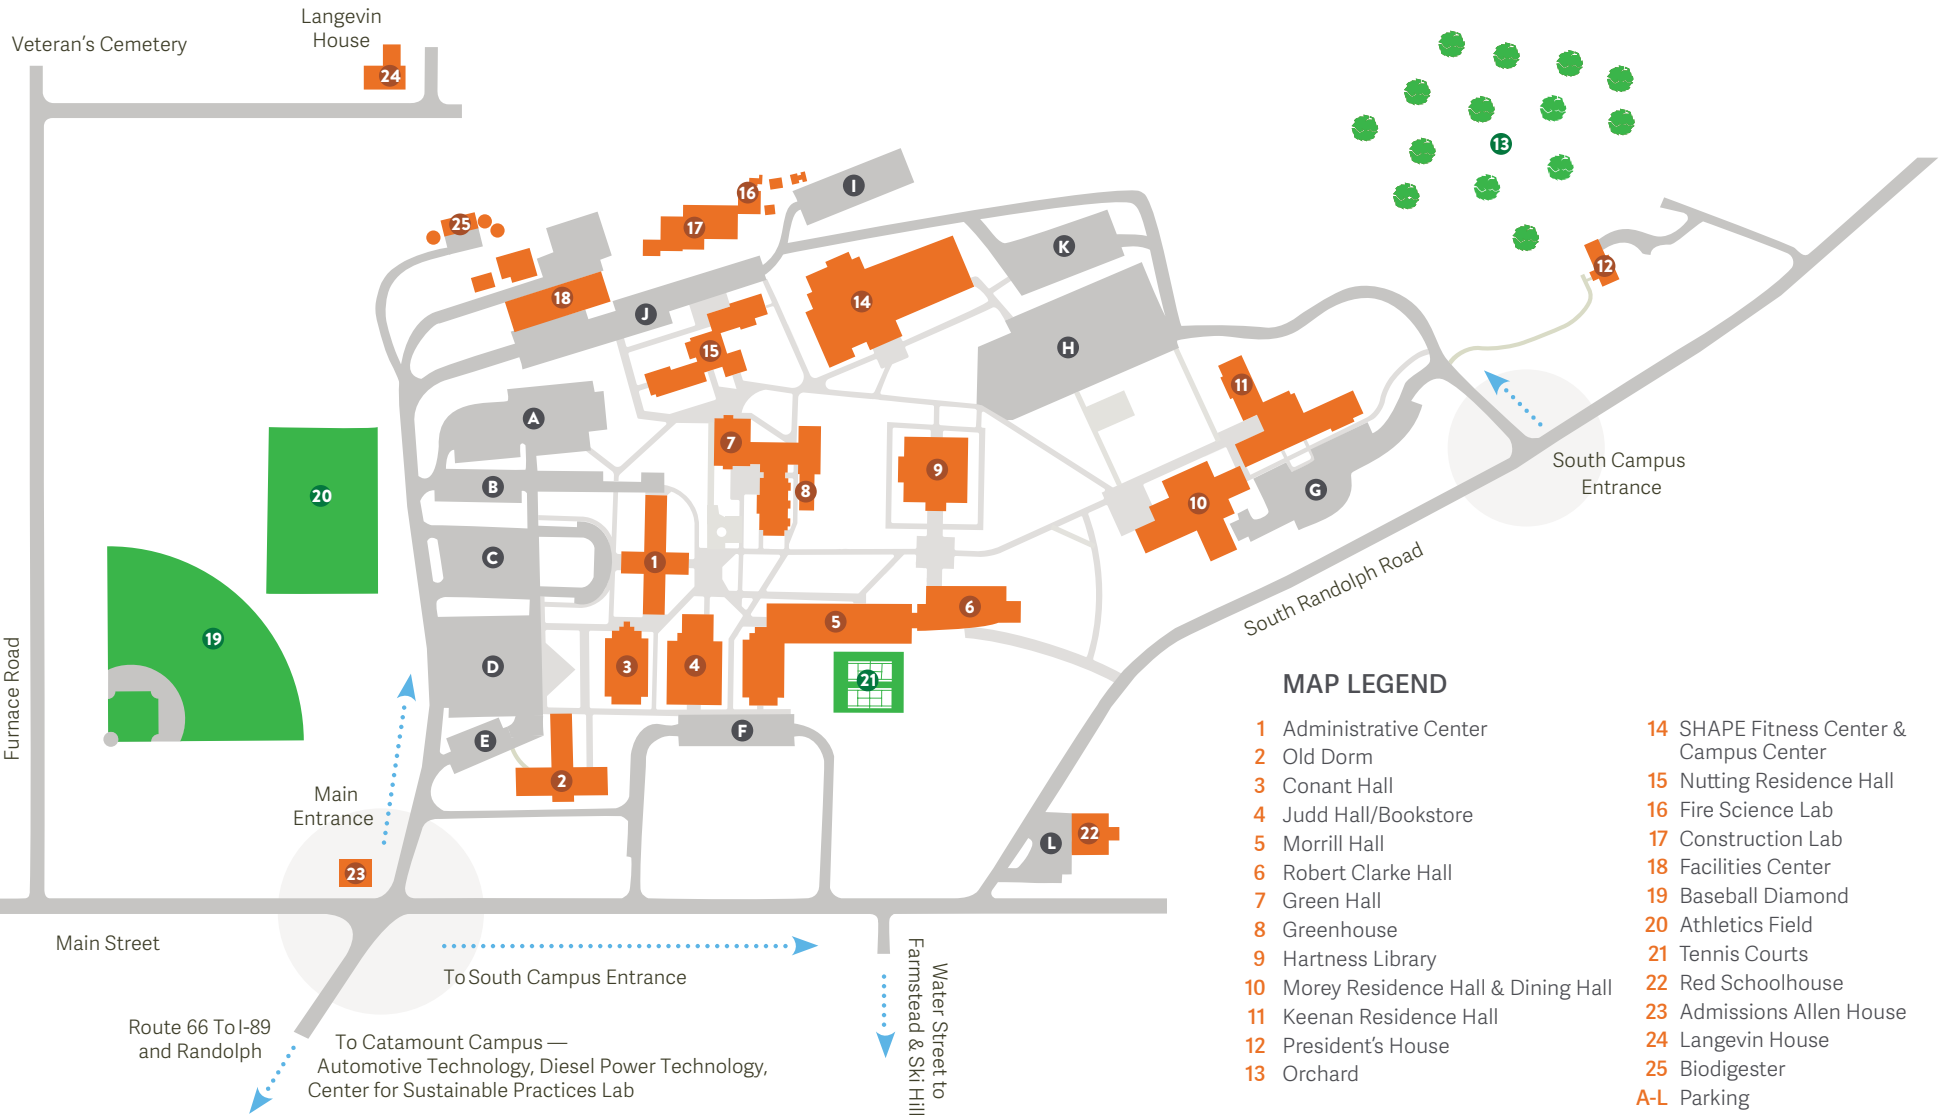 Langevin
House
Veteran's Cemetery
24
13
16
I
25
17
K
12
18
14
J
H
15
11
A
7
9
B
8
20
10
G
South Campus
Entrance
C
1
South Randolph Road
6
5
19
3
4
D
21
Furnace Road
F
E
2
Main
Entrance
L
22
23
Main Street
To South Campus Entrance
Water Street to
Farmstead & Ski Hill
Route 66 To I-89
and Randolph
To Catamount Campus —
Automotive Technology, Diesel Power Technology,
Center for Sustainable Practices Lab
MAP LEGEND
1 Administrative Center
2 Old Dorm
3 Conant Hall
4 Judd Hall/Bookstore
5 Morrill Hall
6 Robert Clarke Hall
7 Green Hall
8 Greenhouse
9 Hartness Library
10 Morey Residence Hall & Dining Hall
11 Keenan Residence Hall
12 President's House
13 Orchard
14 SHAPE Fitness Center &
Campus Center
15 Nutting Residence Hall
16 Fire Science Lab
17 Construction Lab
18 Facilities Center
19 Baseball Diamond
20 Athletics Field
21 Tennis Courts
22 Red Schoolhouse
23 Admissions Allen House
24 Langevin House
25 Biodigester
A-L Parking